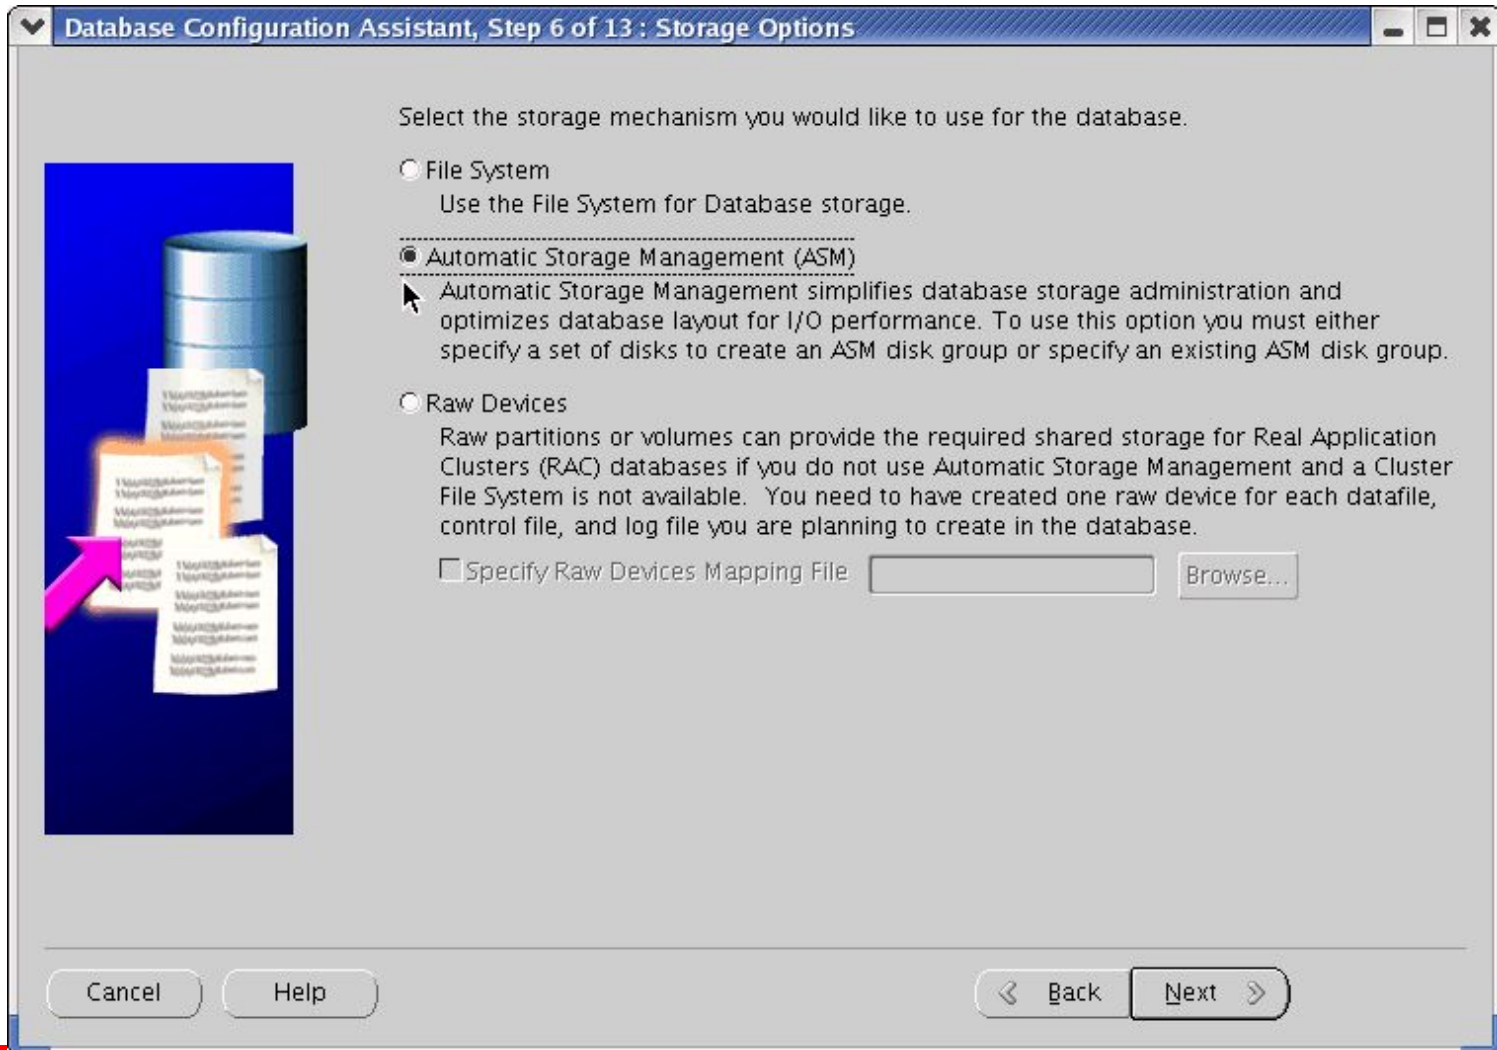 Database Configuration Assistant, Step 6 of 13 : Storage Options
Select the storage mechanism you would like to use for the database.
File System
Use the File System for Database storage.
Automatic Storage Management (ASM)
Automatic Storage Management simplifies database storage administration and
optimizes database layout for I/O performance. To use this option you must either
specify a set of disks to create an ASM disk group or specify an existing ASM disk group.
Raw Devices
Raw partitions or volumes can provide the required shared storage for Real Application
Clusters (RAC) databases if you do not use Automatic Storage Management and a Cluster
File System is not available.  You need to have created one raw device for each datafile,
control file, and log file you are planning to create in the database.
Specify Raw Devices Mapping File
Browse...
Cancel
Help
Back
Next